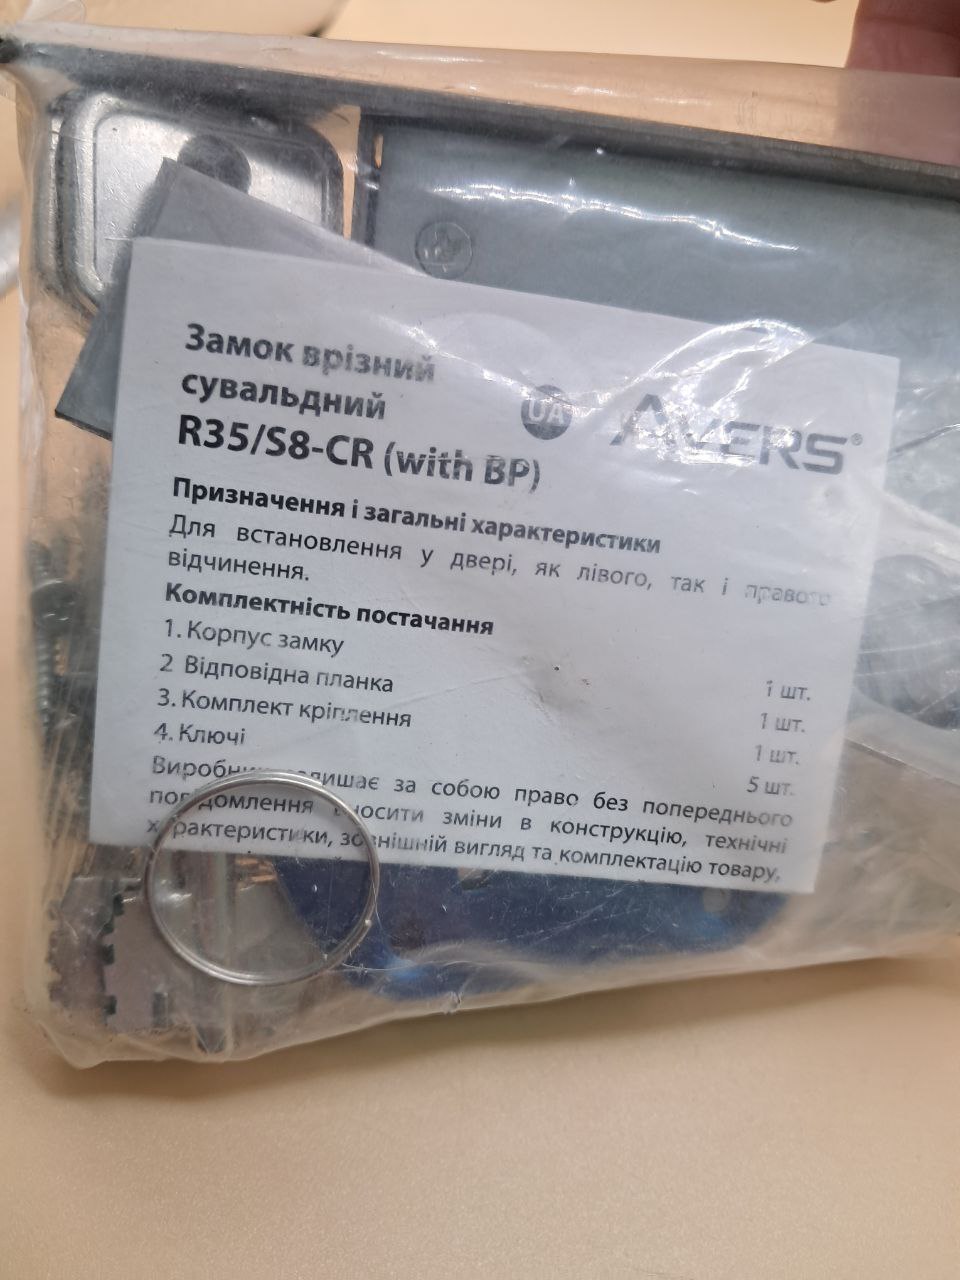 Замок врізний
сувальдний
R35/S8-CR (with BP)
UA
AVERS®
Призначення і загальні характеристики
Для встановлення у двері, як лівого, так і правого
відчинення.
Комплектність постачання
1. Корпус замку 1 шт.
2 Відповідна планка 1 шт.
3. Комплект кріплення 1 шт.
4. Ключі 5 шт.
Виробник залишає за собою право без попереднього
повідомлення вносити зміни в конструкцію, технічні
характеристики, зовнішній вигляд та комплектацію товару,